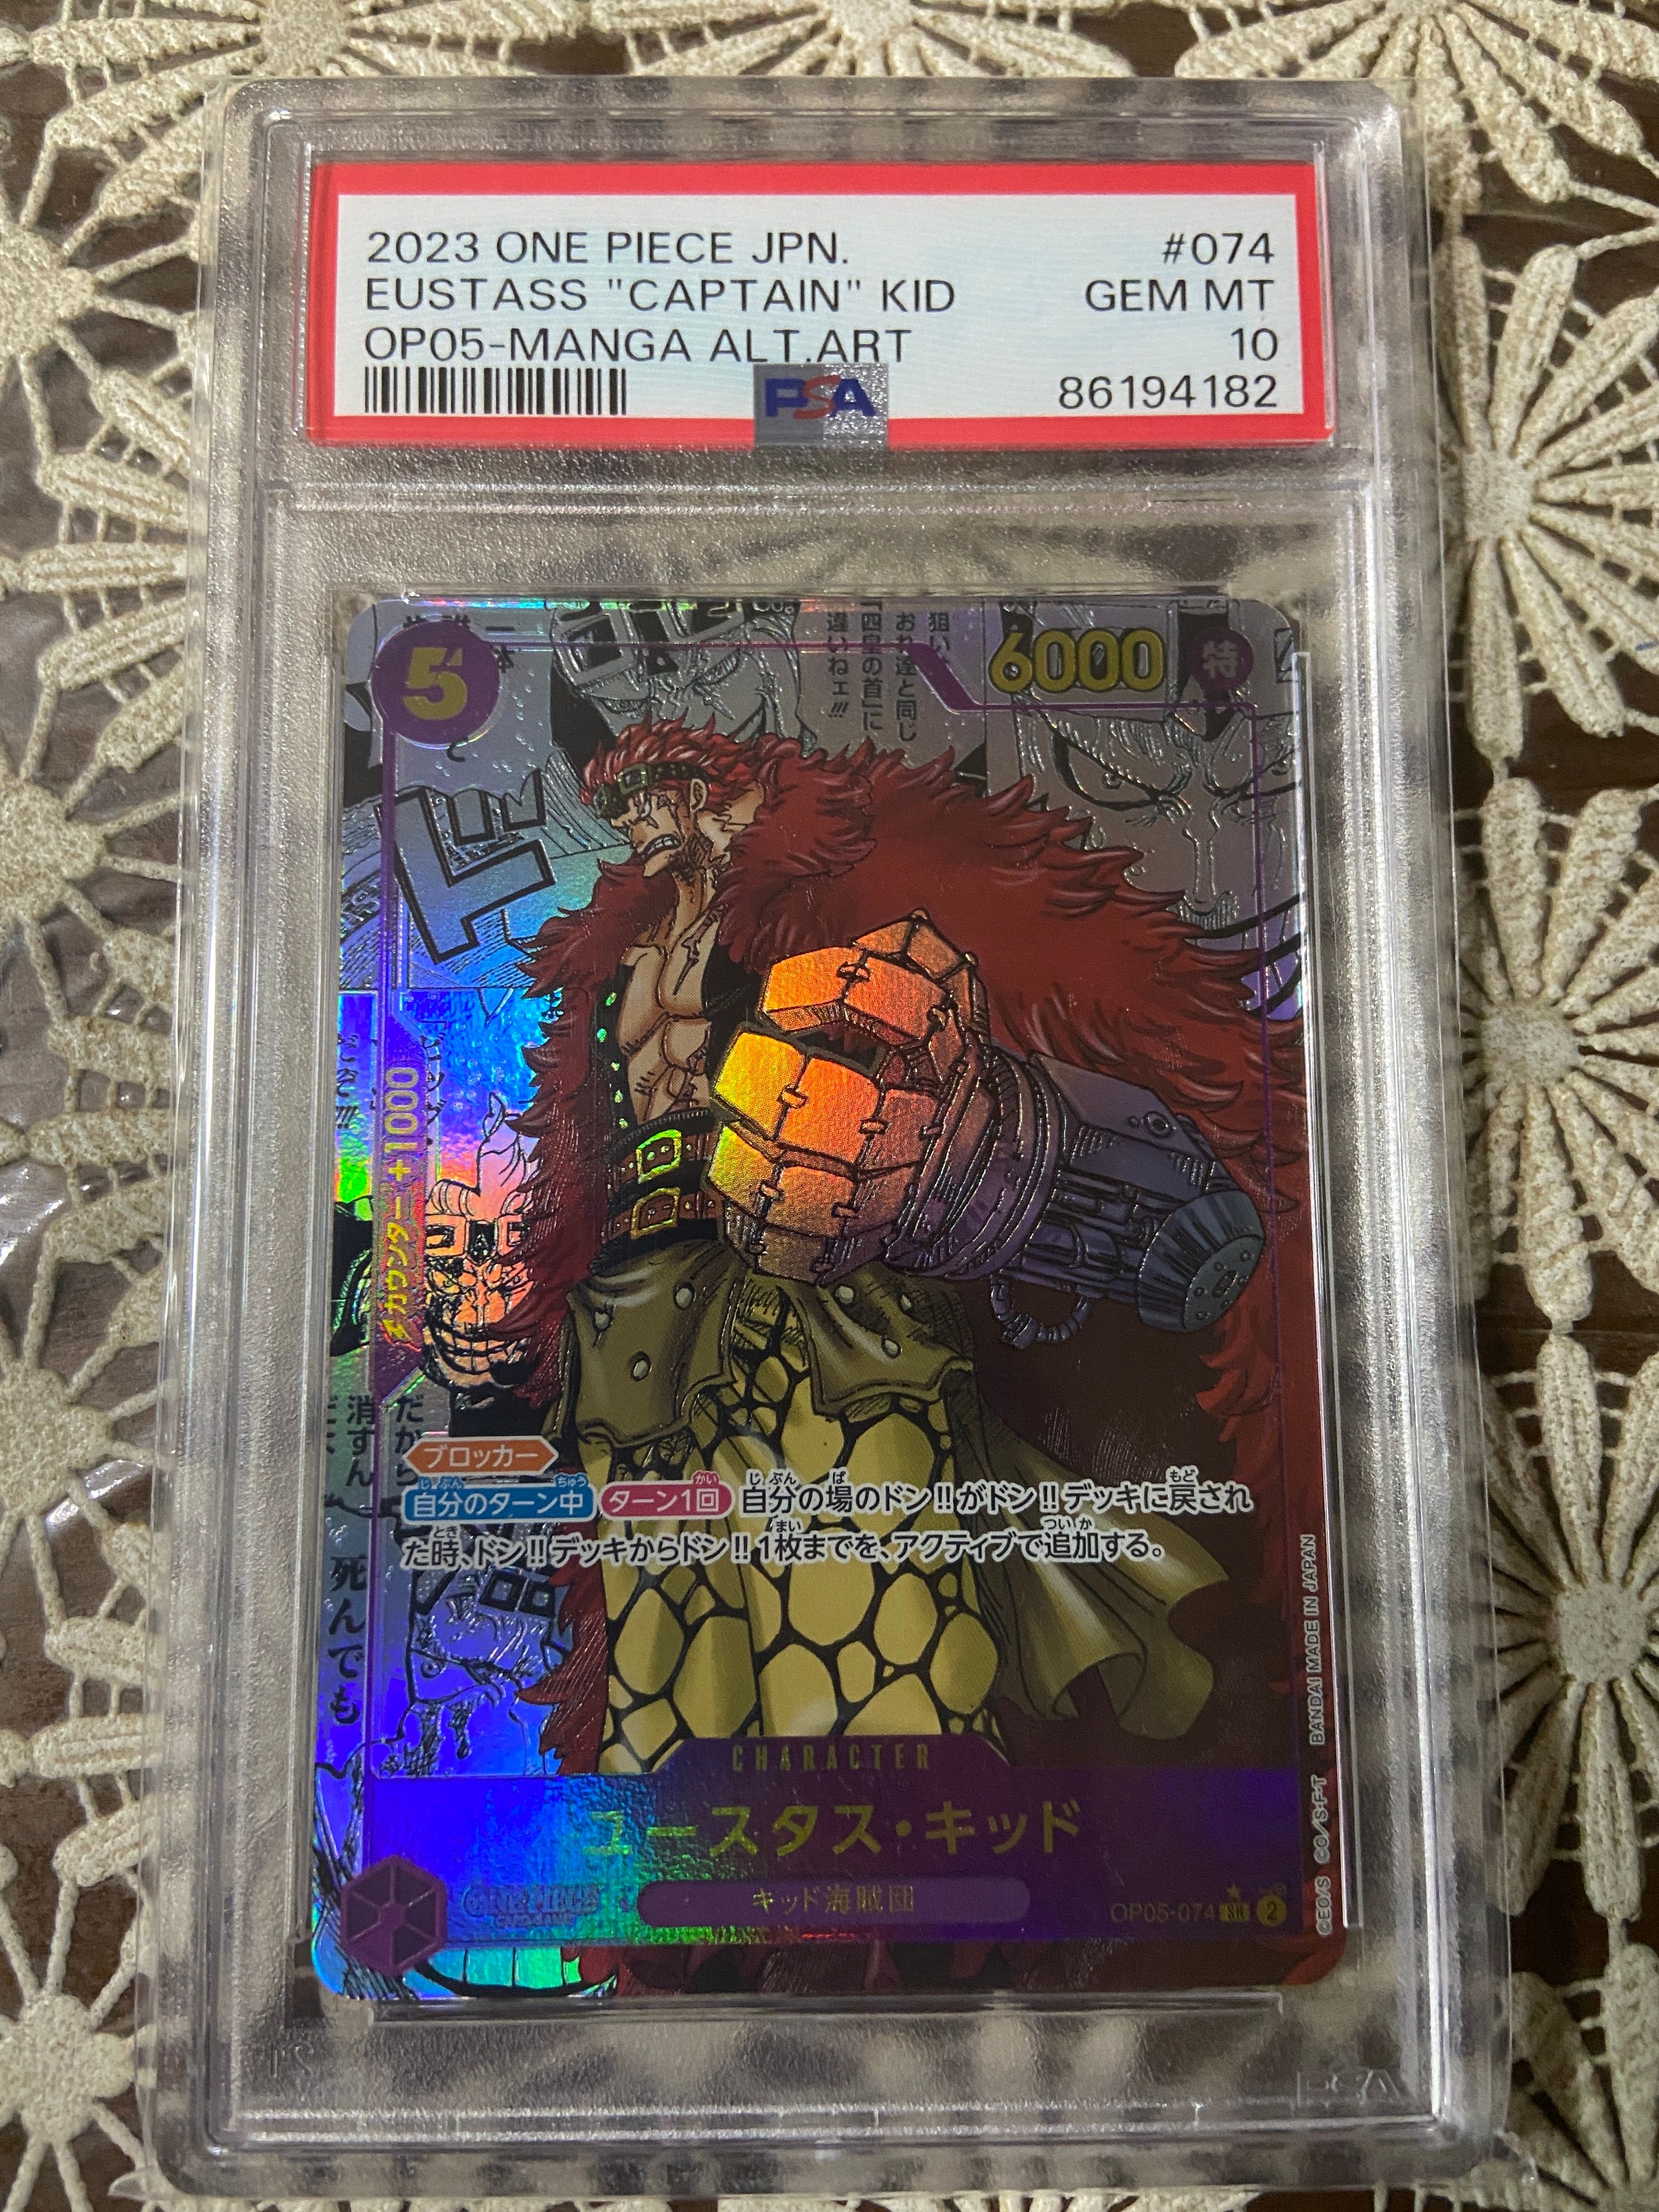 2023 ONE PIECE JPN.
#074
EUSTASS "CAPTAIN" KID
GEM MT
OP05-MANGA ALT.ART
10
PSA
86194182
5
6000
特
おれ達と同じ
「四皇の首」に
違いねェ!!!
ド
カウンター+1000
だから
消すん
死んでも
ブロッカー
自分のターン中 ターン1回 自分の場のドン!!がドン!!デッキに戻され
た時、ドン!!デッキからドン!!1枚までを、アクティブで追加する。
CHARACTER
ユースタス・キッド
キッド海賊団
ONE PIECE
CARD GAME
OP05-074 SR 2
©E.O/S. C.O/S.F.T BANDAI MADE IN JAPAN